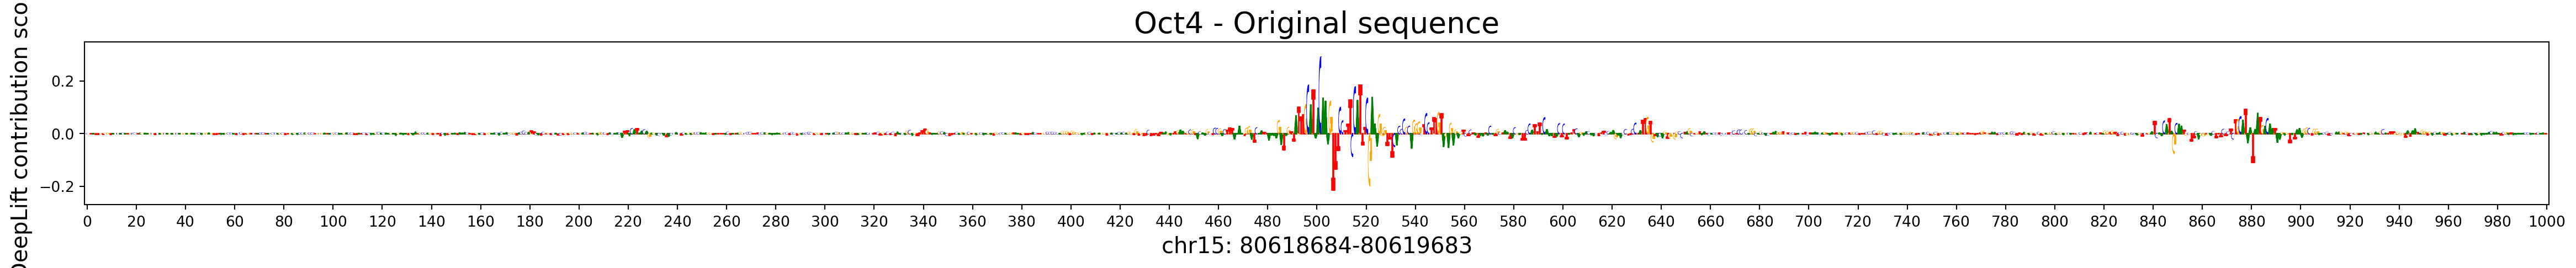 Oct4 - Original sequence
DeepLift contribution sco
0.2
0.0
−0.2
0 20 40 60 80 100 120 140 160 180 200 220 240 260 280 300 320 340 360 380 400 420 440 460 480 500 520 540 560 580 600 620 640 660 680 700 720 740 760 780 800 820 840 860 880 900 920 940 960 980 1000
chr15: 80618684-80619683